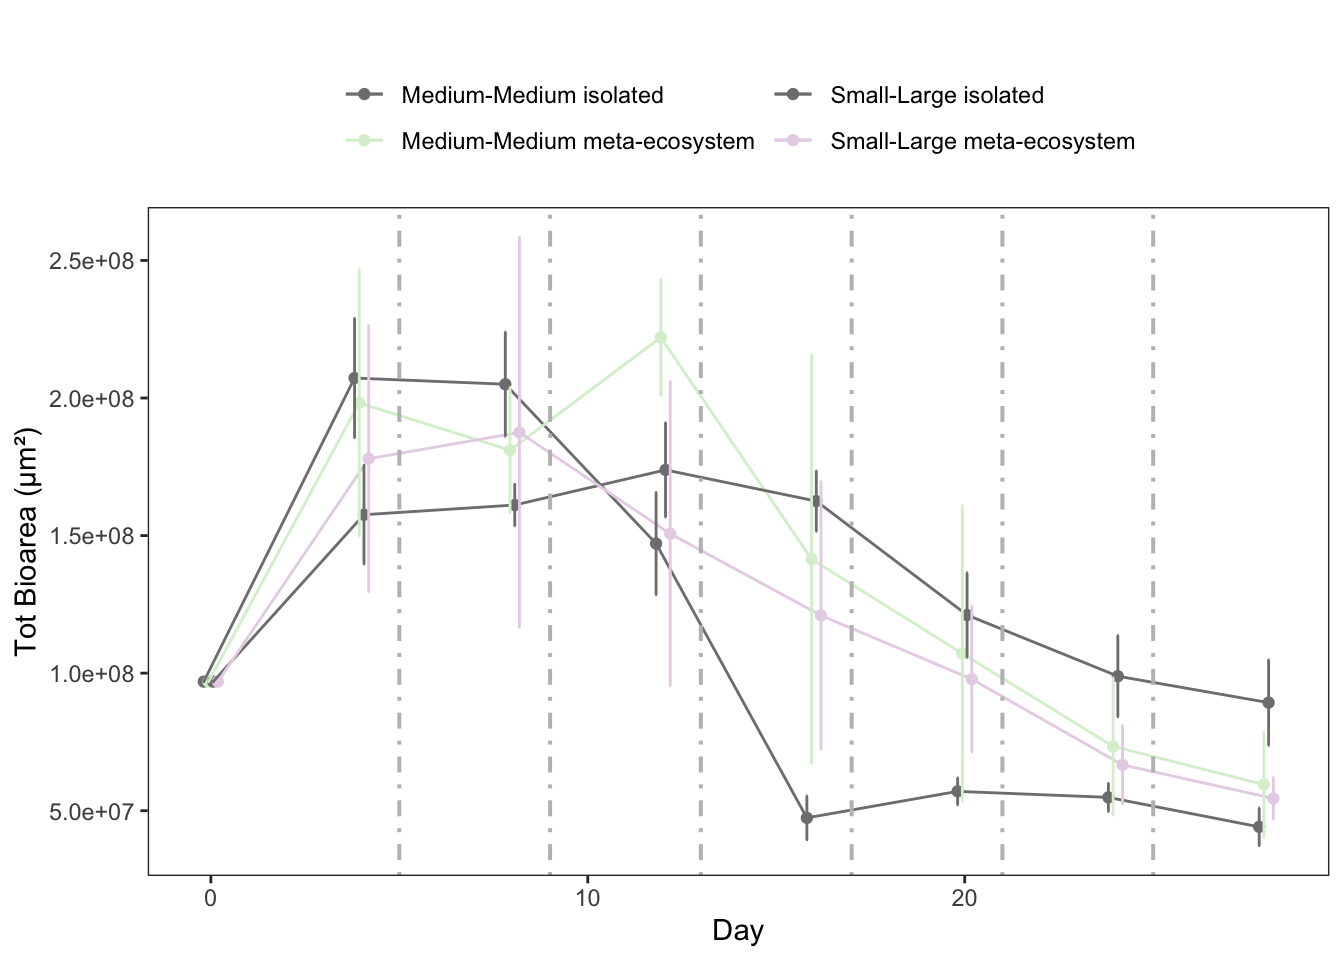 Medium-Medium isolated
Small-Large isolated
Medium-Medium meta-ecosystem
Small-Large meta-ecosystem
Tot Bioarea (µm²)
2.5e+08
2.0e+08
1.5e+08
1.0e+08
5.0e+07
0
10
20
Day